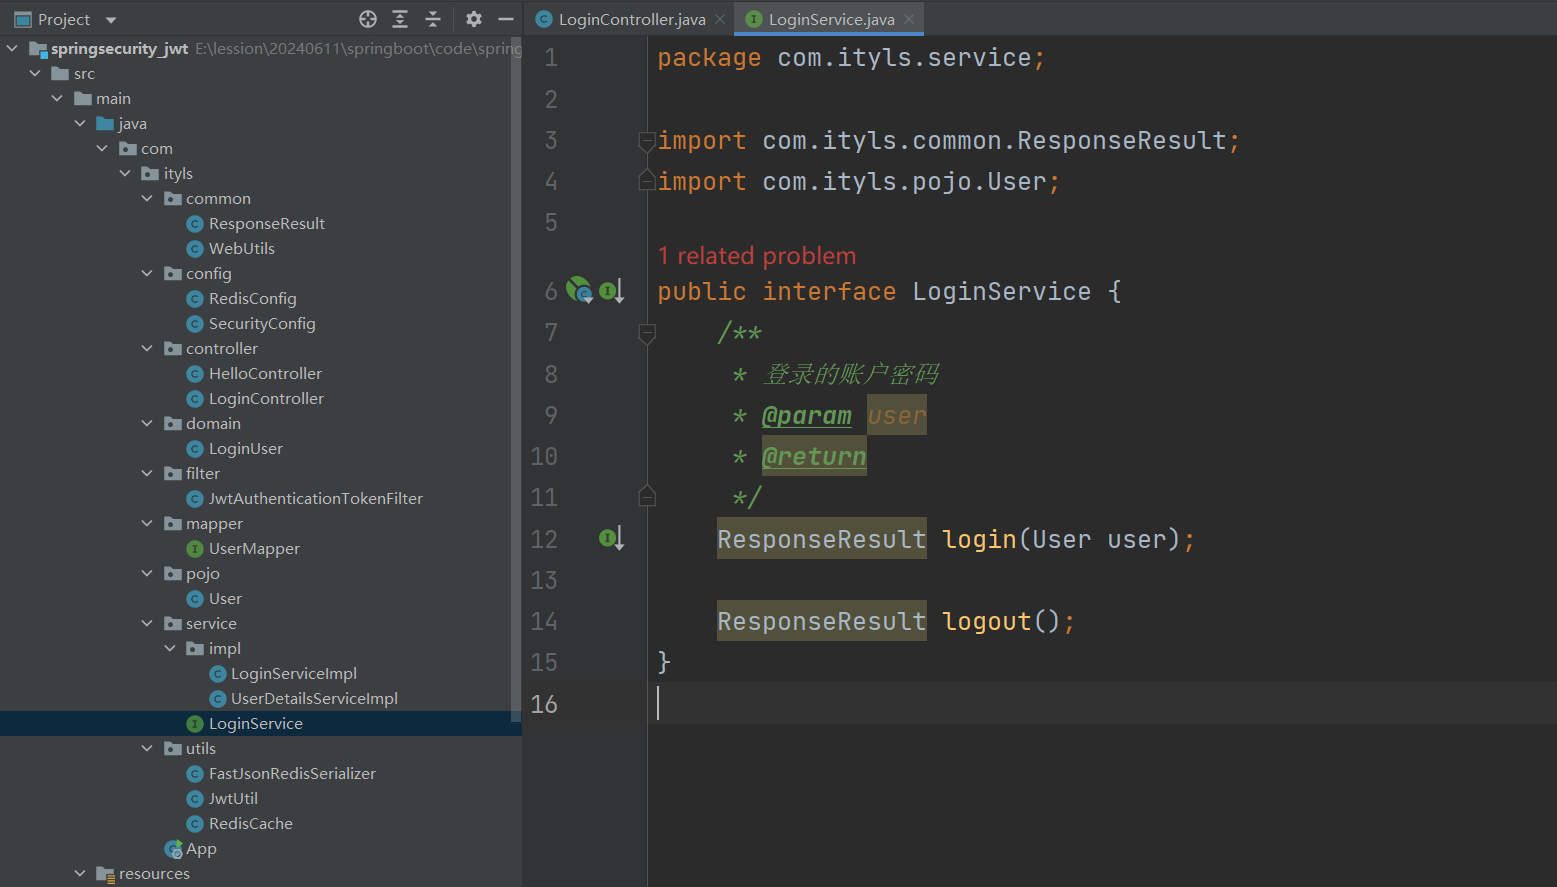 Project
springsecurity_jwt E:\lession\20240611\springboot\code\spring
src
main
java
com
ityls
common
ResponseResult
WebUtils
config
RedisConfig
SecurityConfig
controller
HelloController
LoginController
domain
LoginUser
filter
JwtAuthenticationTokenFilter
mapper
UserMapper
pojo
User
service
impl
LoginServiceImpl
UserDetailsServiceImpl
LoginService
utils
FastJsonRedisSerializer
JwtUtil
RedisCache
App
resources
LoginController.java LoginService.java
1 package com.ityls.service;
2
3 import com.ityls.common.ResponseResult;
4 import com.ityls.pojo.User;
5
1 related problem
6 public interface LoginService {
7 /**
8 * 登录的账户密码
9 * @param user
10 * @return
11 */
12 ResponseResult login(User user);
13
14 ResponseResult logout();
15 }
16